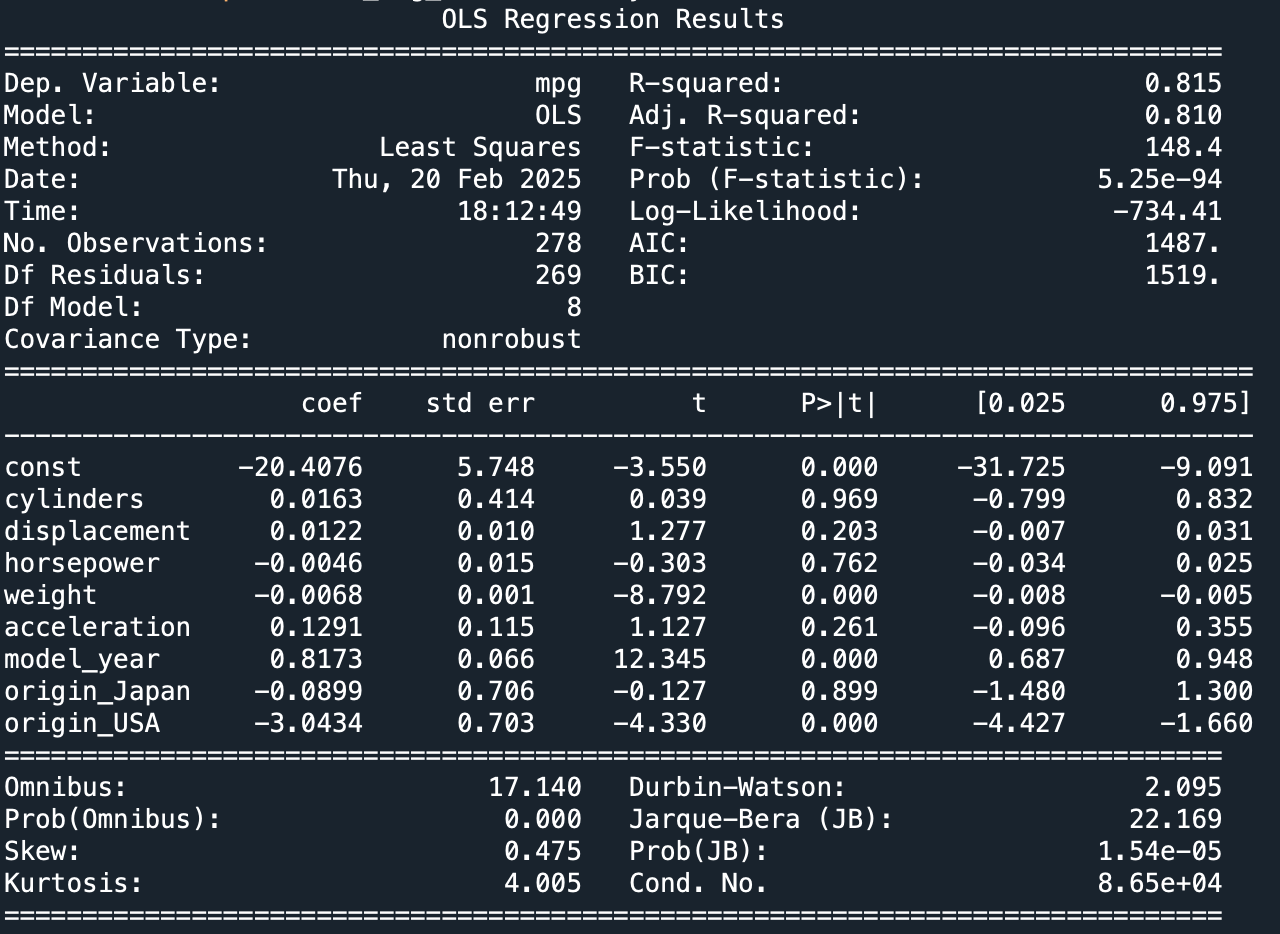 OLS Regression Results
==============================================================================
Dep. Variable:                    mpg   R-squared:                       0.815
Model:                            OLS   Adj. R-squared:                  0.810
Method:                 Least Squares   F-statistic:                     148.4
Date:                Thu, 20 Feb 2025   Prob (F-statistic):           5.25e-94
Time:                        18:12:49   Log-Likelihood:                -734.41
No. Observations:                 278   AIC:                             1487.
Df Residuals:                     269   BIC:                             1519.
Df Model:                           8
Covariance Type:            nonrobust
================================================================================
                   coef    std err          t      P>|t|      [0.025      0.975]
--------------------------------------------------------------------------------
const          -20.4076      5.748     -3.550      0.000     -31.725      -9.091
cylinders        0.0163      0.414      0.039      0.969      -0.799       0.832
displacement     0.0122      0.010      1.277      0.203      -0.007       0.031
horsepower      -0.0046      0.015     -0.303      0.762      -0.034       0.025
weight          -0.0068      0.001     -8.792      0.000      -0.008      -0.005
acceleration     0.1291      0.115      1.127      0.261      -0.096       0.355
model_year       0.8173      0.066     12.345      0.000       0.687       0.948
origin_Japan    -0.0899      0.706     -0.127      0.899      -1.480       1.300
origin_USA      -3.0434      0.703     -4.330      0.000      -4.427      -1.660
==============================================================================
Omnibus:                       17.140   Durbin-Watson:                   2.095
Prob(Omnibus):                  0.000   Jarque-Bera (JB):               22.169
Skew:                           0.475   Prob(JB):                     1.54e-05
Kurtosis:                       4.005   Cond. No.                     8.65e+04
==============================================================================